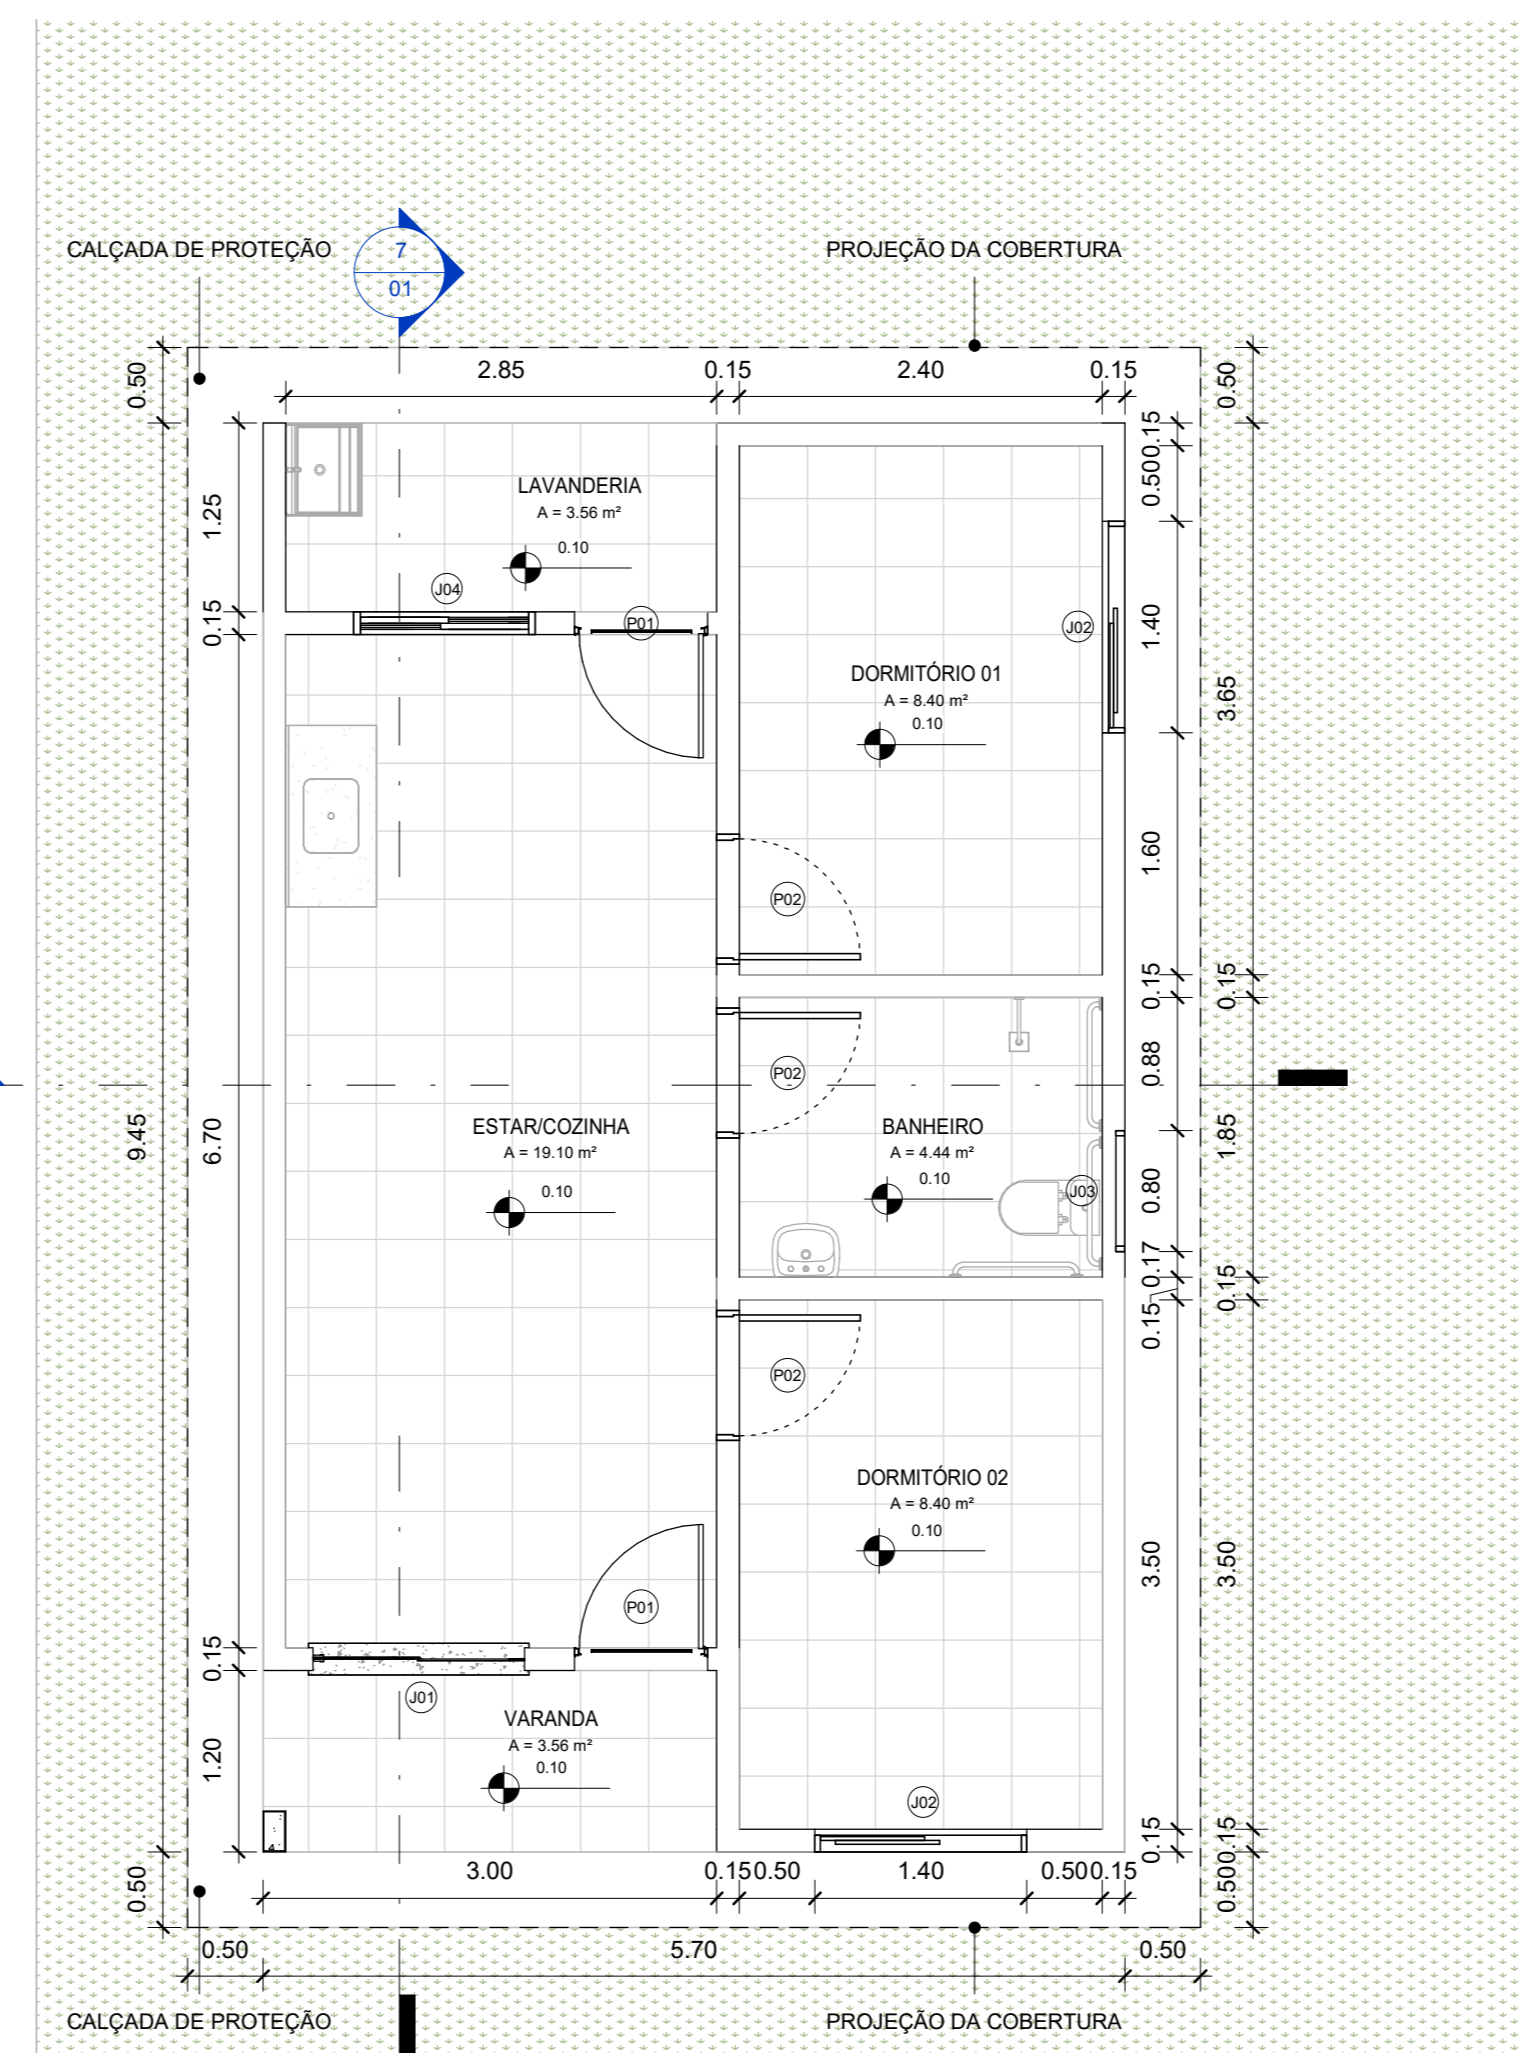 CALÇADA DE PROTEÇÃO
7
01
PROJEÇÃO DA COBERTURA
0.50
2.85
0.15
2.40
0.15
0.50
1.25
0.15
LAVANDERIA
A = 3.56 m²
0.10
J04
P01
0.15
0.50
1.40
J02
3.65
DORMITÓRIO 01
A = 8.40 m²
0.10
1.60
P02
0.15
0.15
0.88
P02
9.45
6.70
ESTAR/COZINHA
A = 19.10 m²
0.10
BANHEIRO
A = 4.44 m²
0.10
J03
0.80
1.85
0.17
0.15
0.15
P02
DORMITÓRIO 02
A = 8.40 m²
0.10
3.50
3.50
P01
0.15
J01
VARANDA
A = 3.56 m²
0.10
1.20
J02
0.15
0.15
0.50
3.00
0.15
0.50
1.40
0.50
0.15
0.50
0.50
5.70
0.50
CALÇADA DE PROTEÇÃO
PROJEÇÃO DA COBERTURA